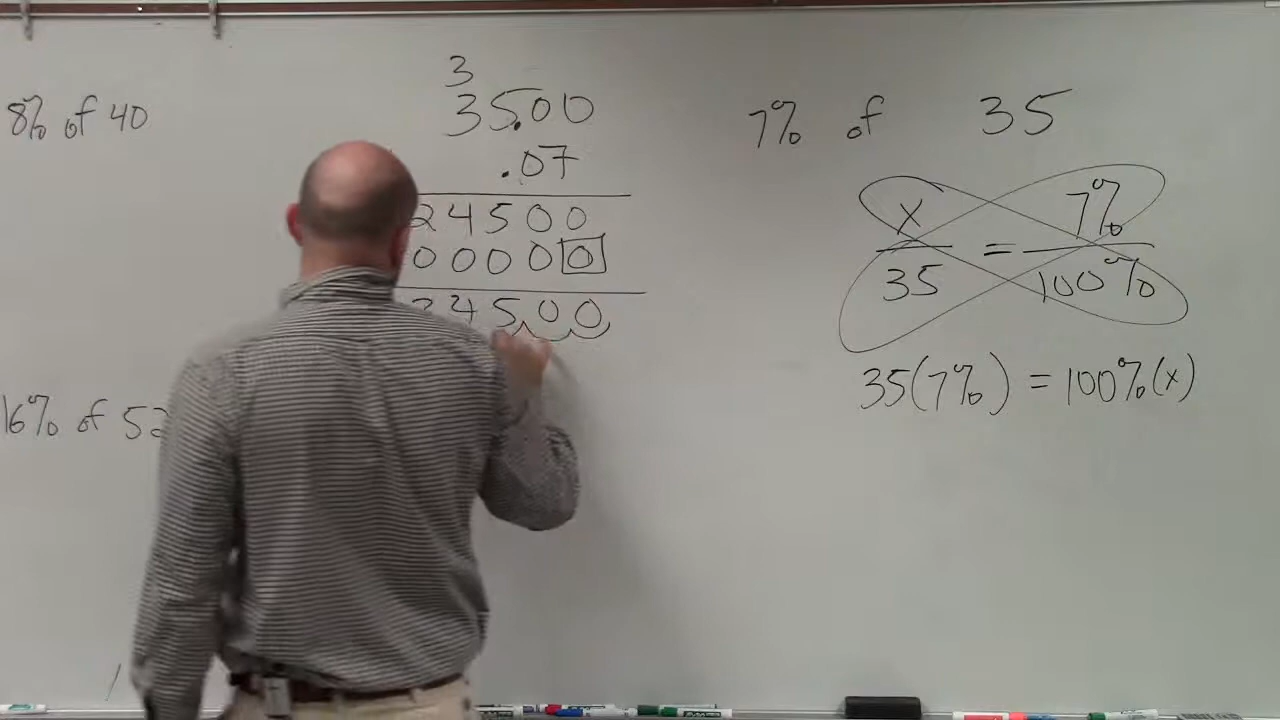 8% of 40
16% of 52
3
35.00
.07
24500
00000
24500
7% of 35
x/35 = 7%/100%
35(7%) = 100%(x)